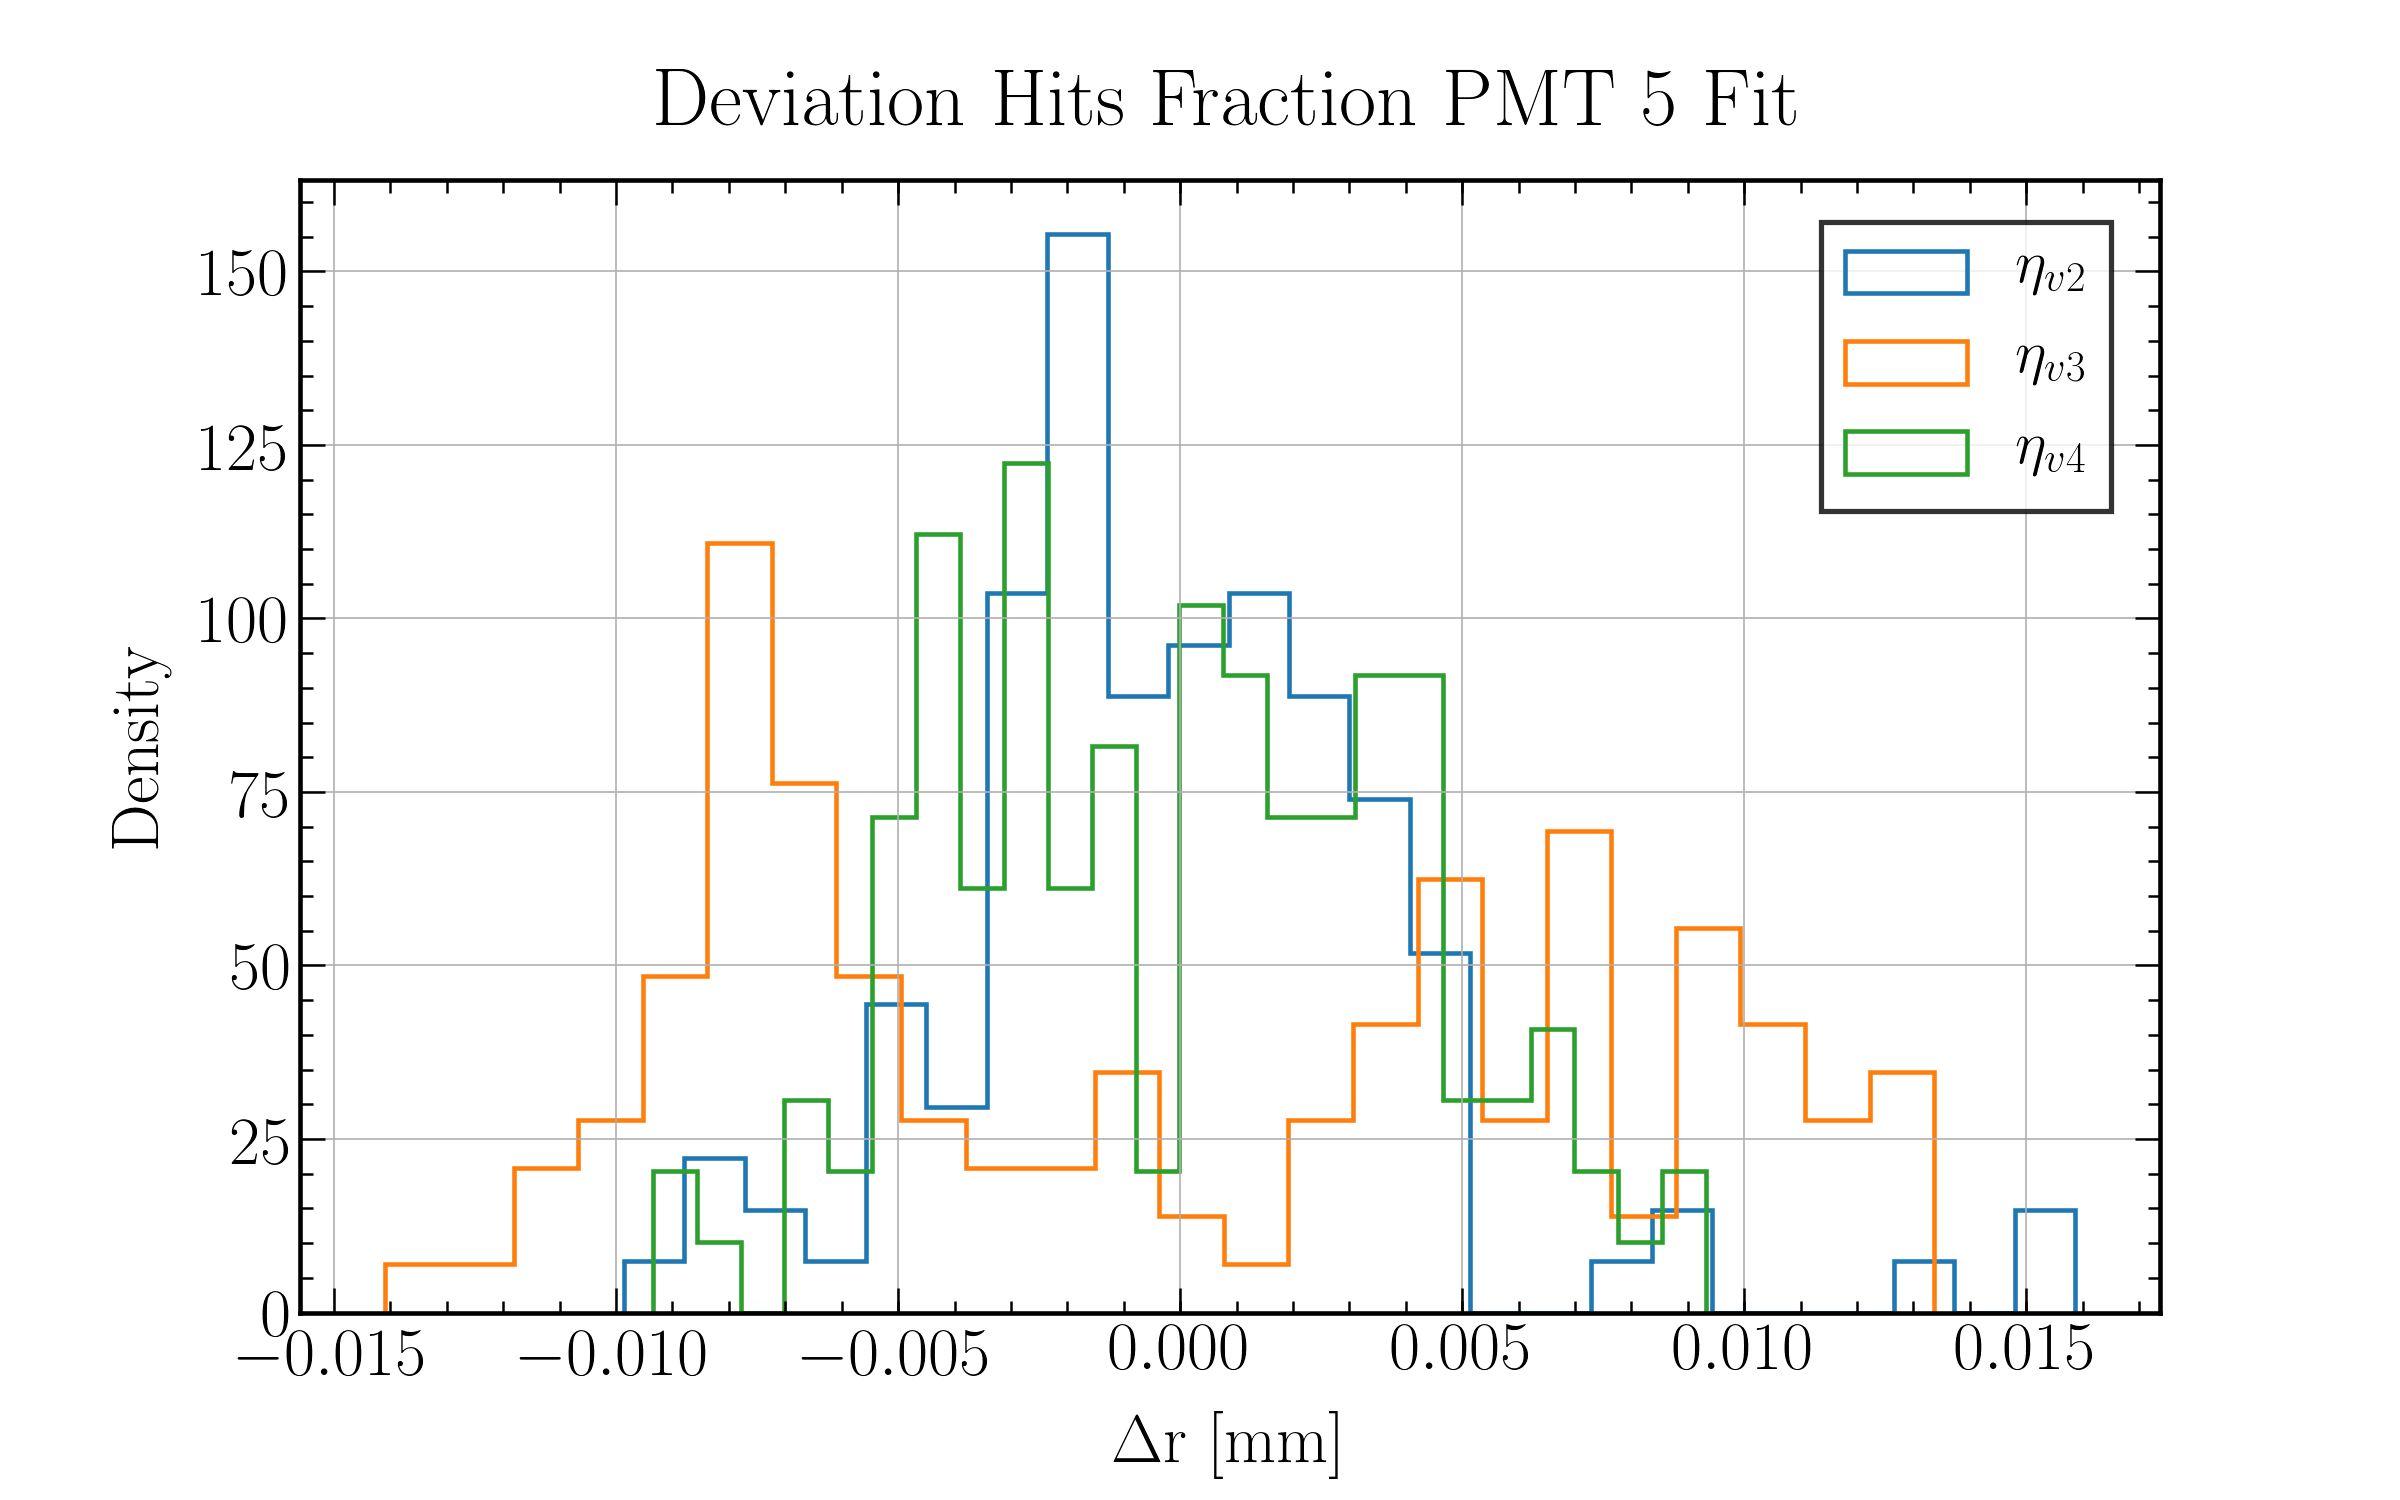 Deviation Hits Fraction PMT 5 Fit
150
125
100
75
50
25
0
Density
−0.015 −0.010 −0.005 0.000 0.005 0.010 0.015
Δr [mm]
ηv2
ηv3
ηv4